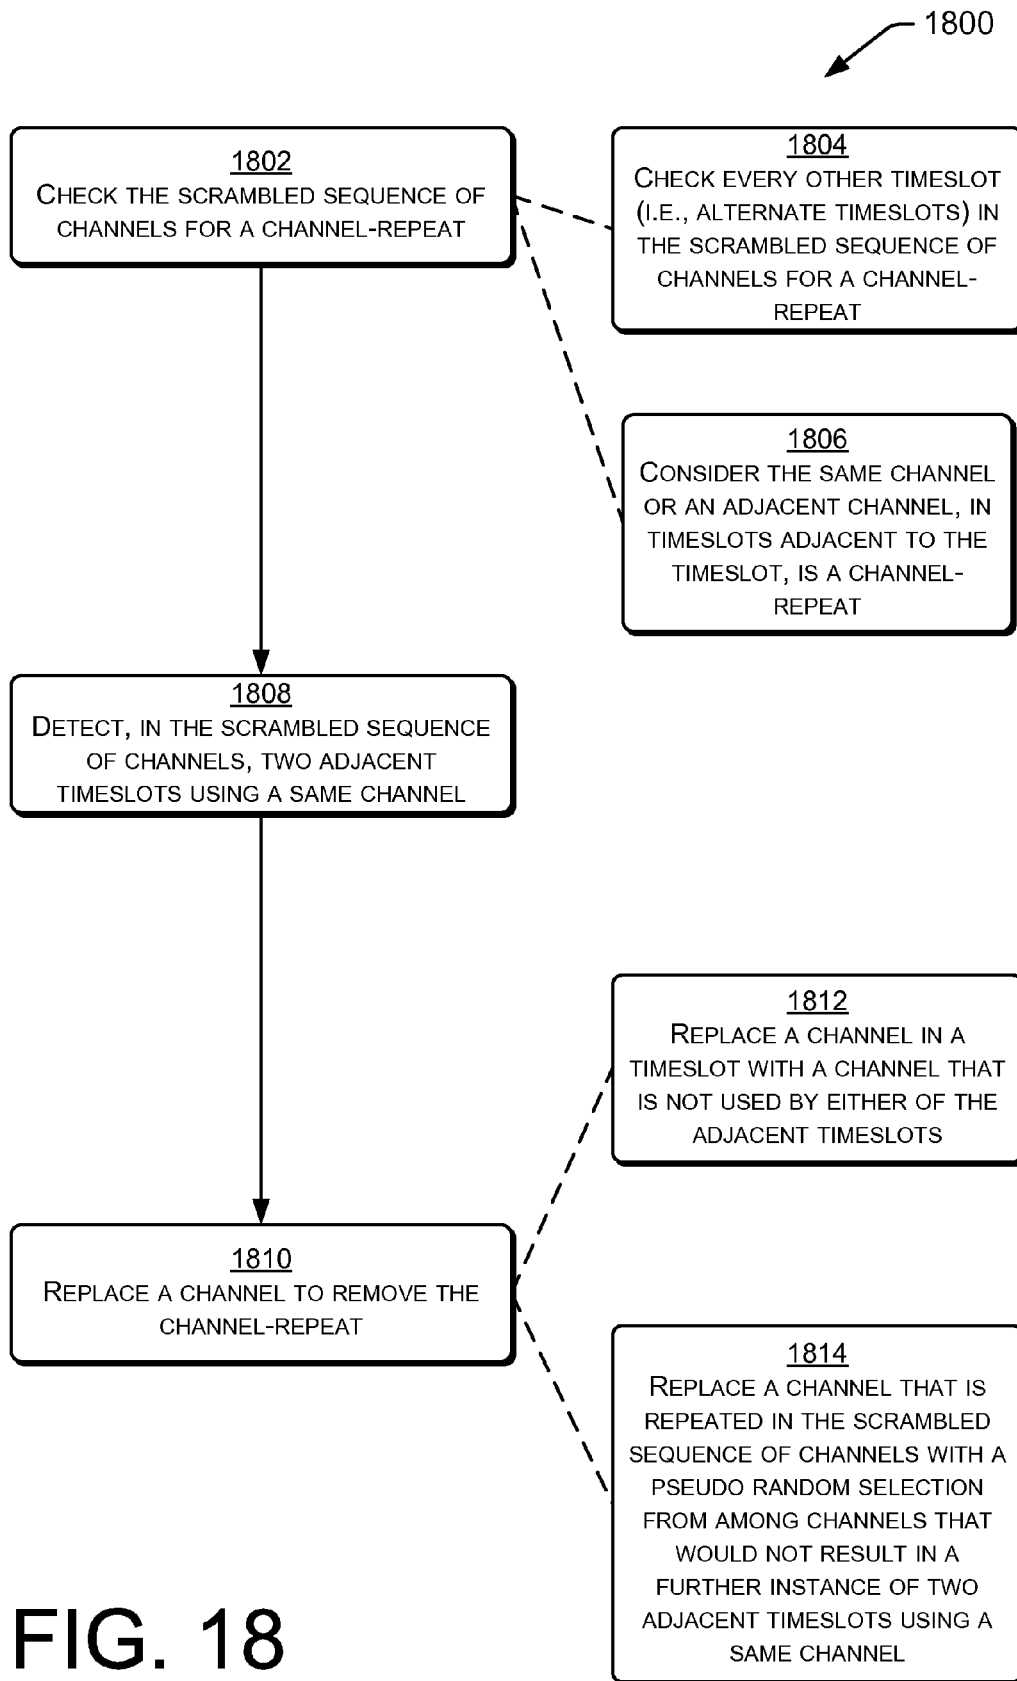 1800
1802
CHECK THE SCRAMBLED SEQUENCE OF
CHANNELS FOR A CHANNEL-REPEAT
1804
CHECK EVERY OTHER TIMESLOT
(I.E., ALTERNATE TIMESLOTS) IN
THE SCRAMBLED SEQUENCE OF
CHANNELS FOR A CHANNEL-
REPEAT
1806
CONSIDER THE SAME CHANNEL
OR AN ADJACENT CHANNEL, IN
TIMESLOTS ADJACENT TO THE
TIMESLOT, IS A CHANNEL-
REPEAT
1808
DETECT, IN THE SCRAMBLED SEQUENCE
OF CHANNELS, TWO ADJACENT
TIMESLOTS USING A SAME CHANNEL
1812
REPLACE A CHANNEL IN A
TIMESLOT WITH A CHANNEL THAT
IS NOT USED BY EITHER OF THE
ADJACENT TIMESLOTS
1810
REPLACE A CHANNEL TO REMOVE THE
CHANNEL-REPEAT
1814
REPLACE A CHANNEL THAT IS
REPEATED IN THE SCRAMBLED
SEQUENCE OF CHANNELS WITH A
PSEUDO RANDOM SELECTION
FROM AMONG CHANNELS THAT
WOULD NOT RESULT IN A
FURTHER INSTANCE OF TWO
ADJACENT TIMESLOTS USING A
SAME CHANNEL
FIG. 18